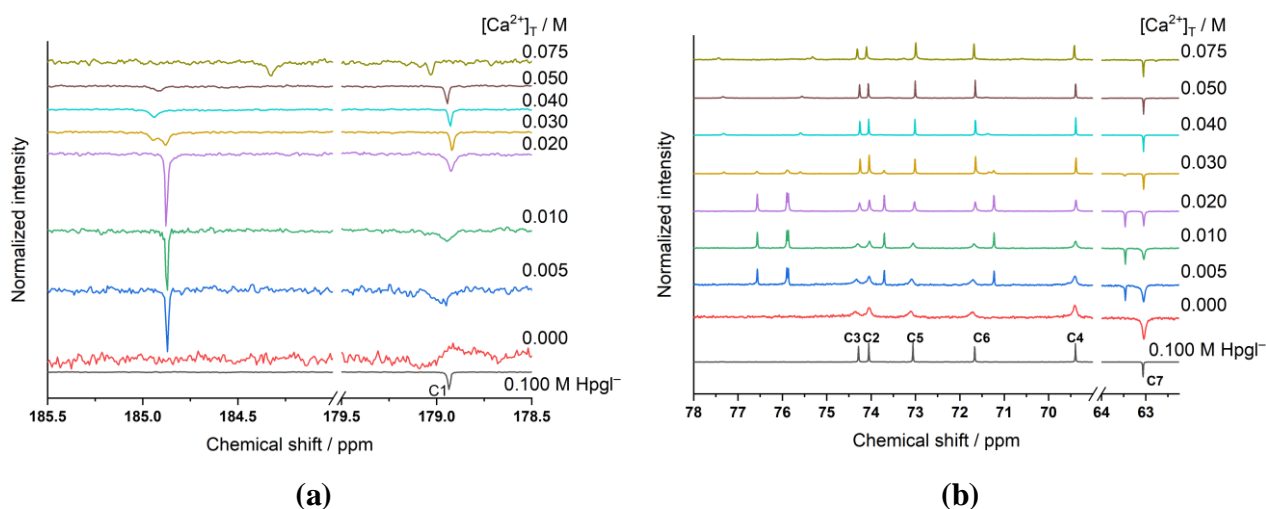 [Ca²⁺]T / M
0.075
0.050
0.040
0.030
0.020
0.010
0.005
0.000
C1
0.100 M Hpgl⁻
Normalized intensity
185.5 185.0 184.5 179.5 179.0 178.5
Chemical shift / ppm
(a)
[Ca²⁺]T / M
0.075
0.050
0.040
0.030
0.020
0.010
0.005
0.000
C3 C2 C5 C6 C4
0.100 M Hpgl⁻
C7
Normalized intensity
78 77 76 75 74 73 72 71 70 64 63
Chemical shift / ppm
(b)